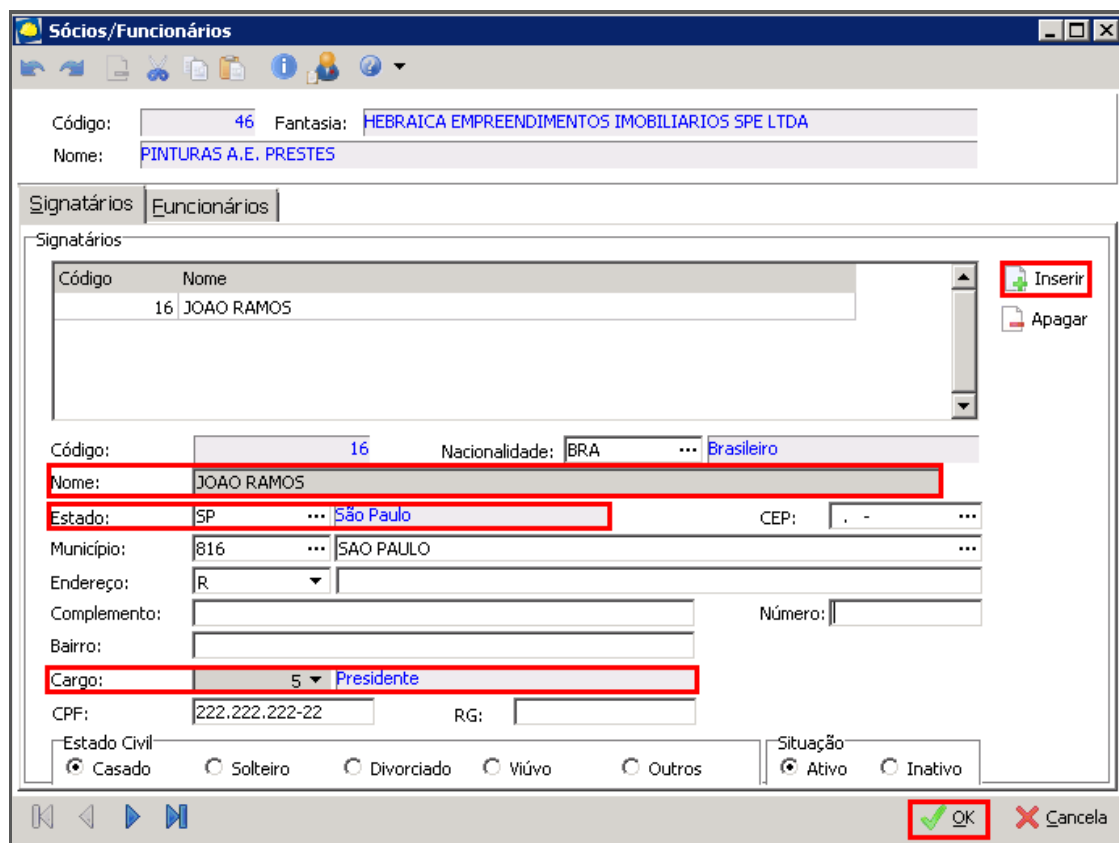 Sócios/Funcionários
Código: 46 Fantasia: HEBRAICA EMPREENDIMENTOS IMOBILIARIOS SPE LTDA
Nome: PINTURAS A.E. PRESTES
Signatários Funcionários
Signatários
Código Nome
16 JOAO RAMOS
Inserir
Apagar
Código: 16 Nacionalidade: BRA ... Brasileiro
Nome: JOAO RAMOS
Estado: SP ... São Paulo CEP: . - ...
Município: 816 ... SAO PAULO ...
Endereço: R
Complemento: Número:
Bairro:
Cargo: 5 Presidente
CPF: 222.222.222-22 RG:
Estado Civil Situação
Casado Solteiro Divorciado Viúvo Outros Ativo Inativo
OK Cancela